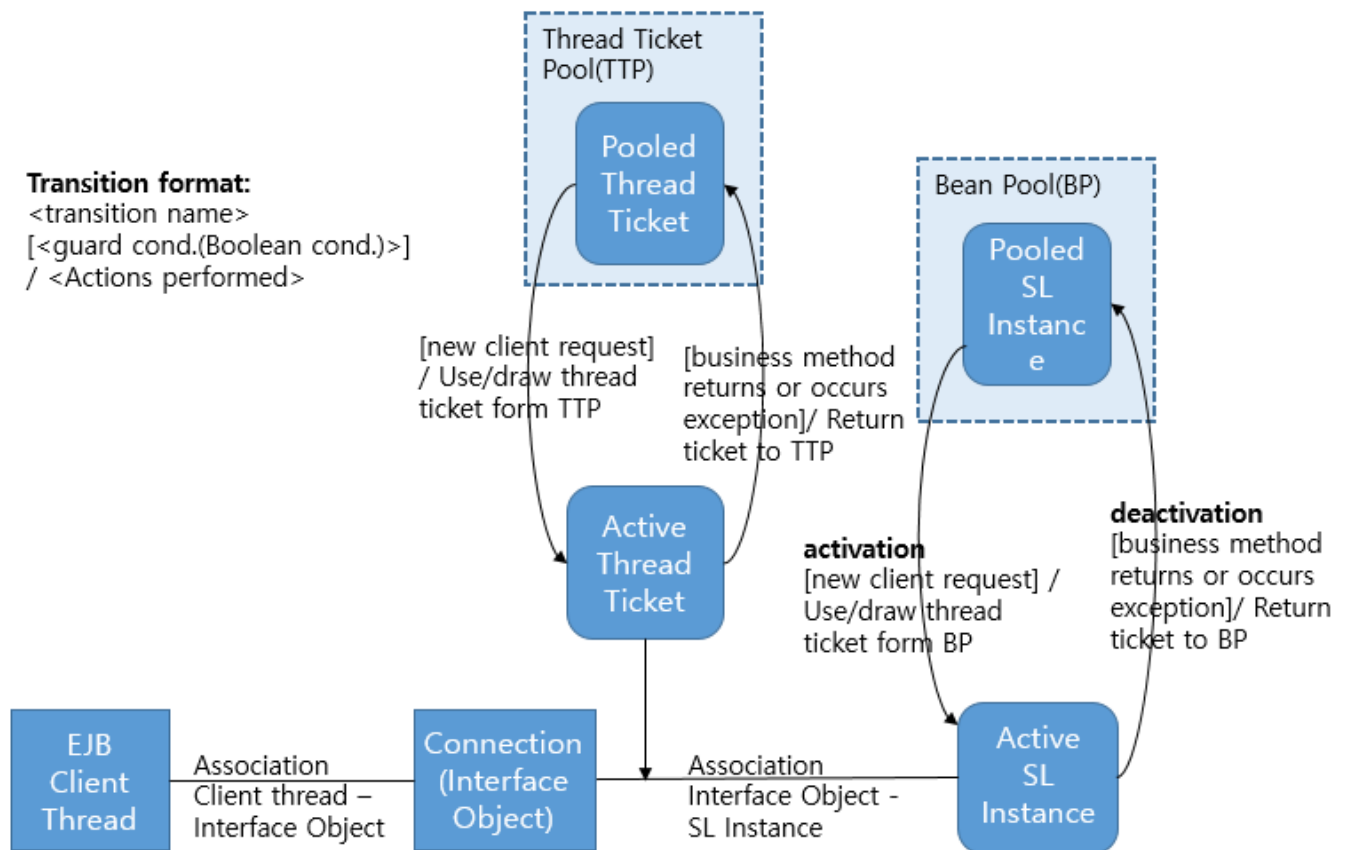 Thread Ticket
Pool(TTP)
Pooled
Thread
Ticket
Transition format:
<transition name>
[<guard cond.(Boolean cond.)>]
/ <Actions performed>
Bean Pool(BP)
Pooled
SL
Instanc
e
[new client request]
/ Use/draw thread
ticket form TTP
[business method
returns or occurs
exception]/ Return
ticket to TTP
Active
Thread
Ticket
activation
[new client request] /
Use/draw thread
ticket form BP
deactivation
[business method
returns or occurs
exception]/ Return
ticket to BP
EJB
Client
Thread
Association
Client thread –
Interface Object
Connection
(Interface
Object)
Association
Interface Object -
SL Instance
Active
SL
Instance